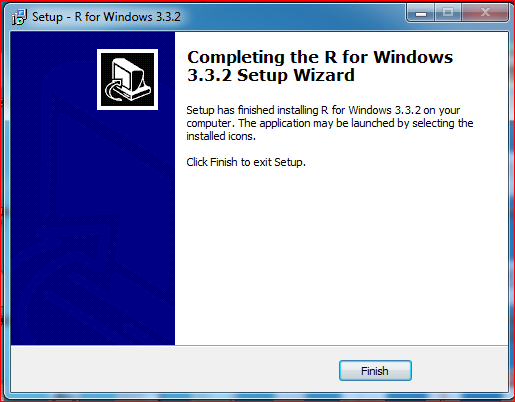 Setup - R for Windows 3.3.2
Completing the R for Windows
3.3.2 Setup Wizard
Setup has finished installing R for Windows 3.3.2 on your
computer. The application may be launched by selecting the
installed icons.
Click Finish to exit Setup.
Finish